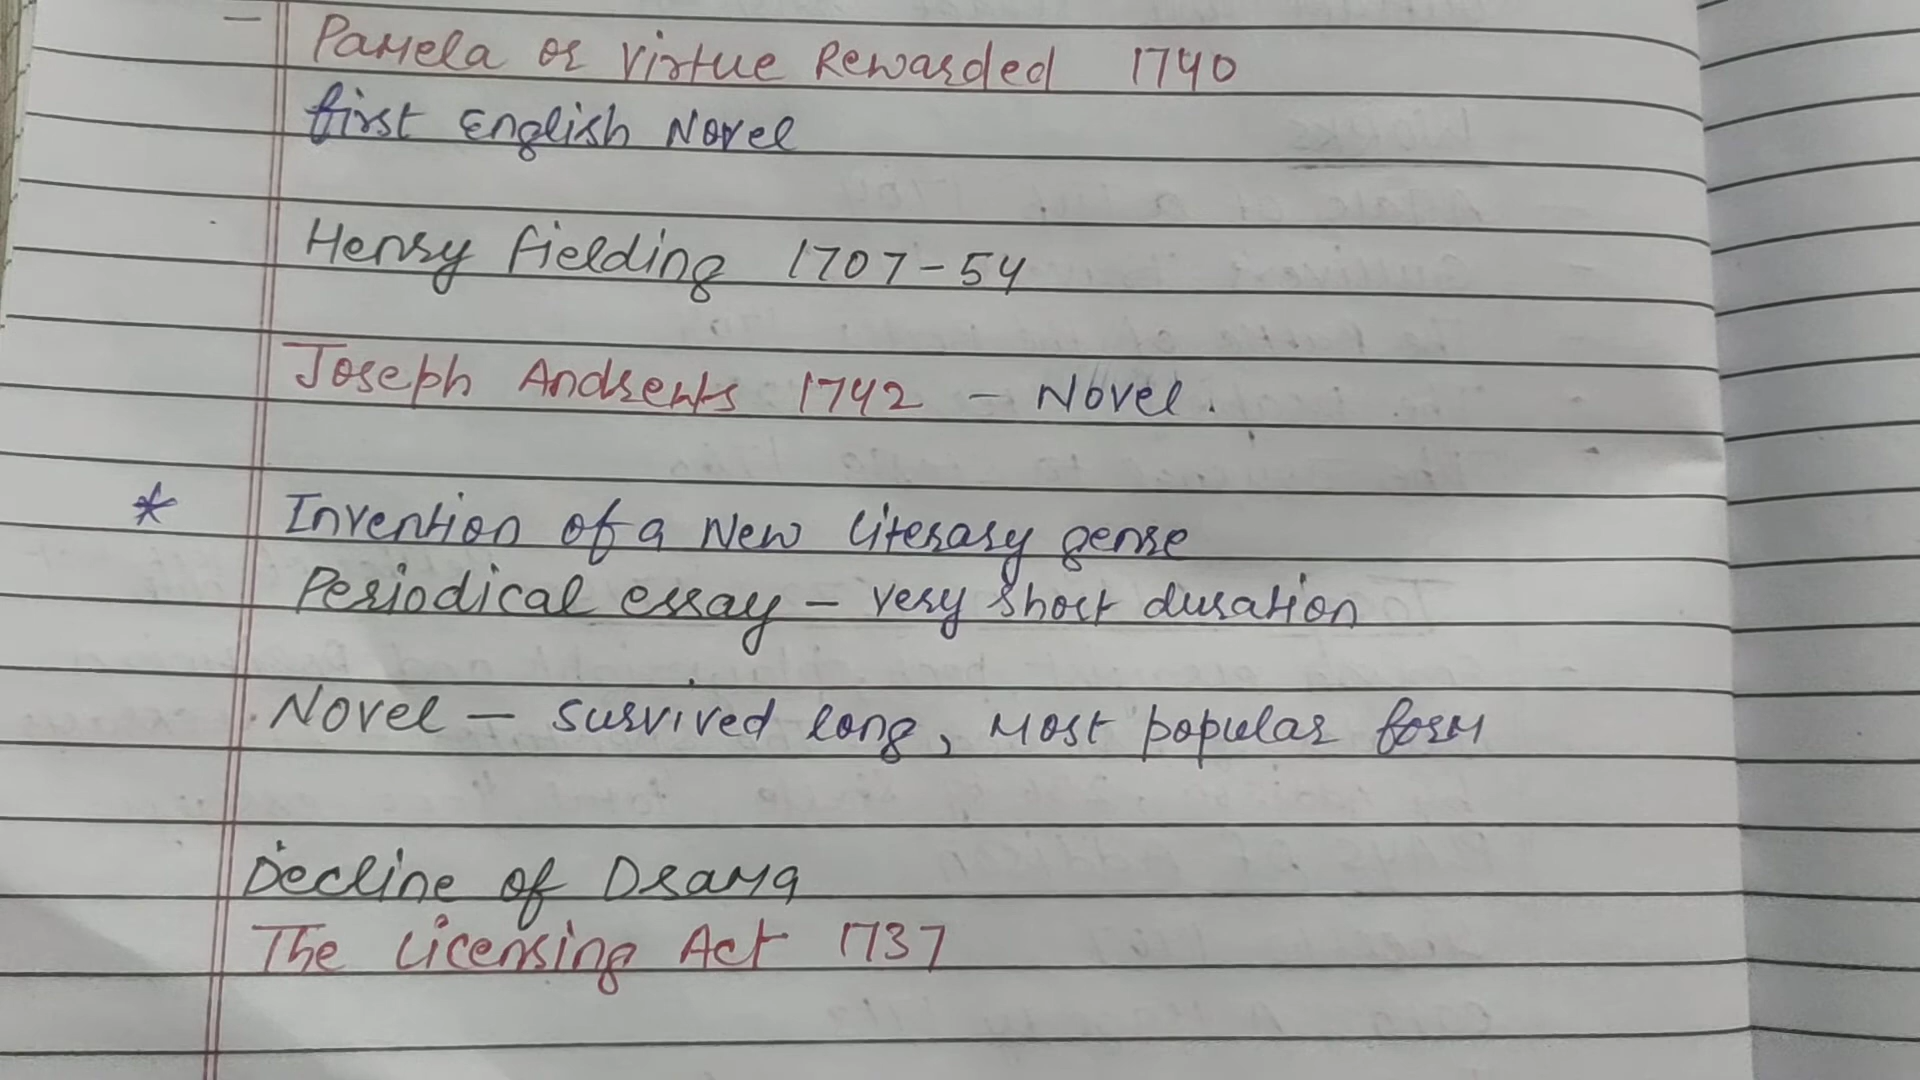 - Pamela or Virtue Rewarded 1740
first English Novel
Henry Fielding 1707-54
Joseph Andrews 1742 - Novel.
* Invention of a New literary genre
Periodical essay - very short duration
Novel - survived long, Most popular form
Decline of Drama
The Licensing Act 1737